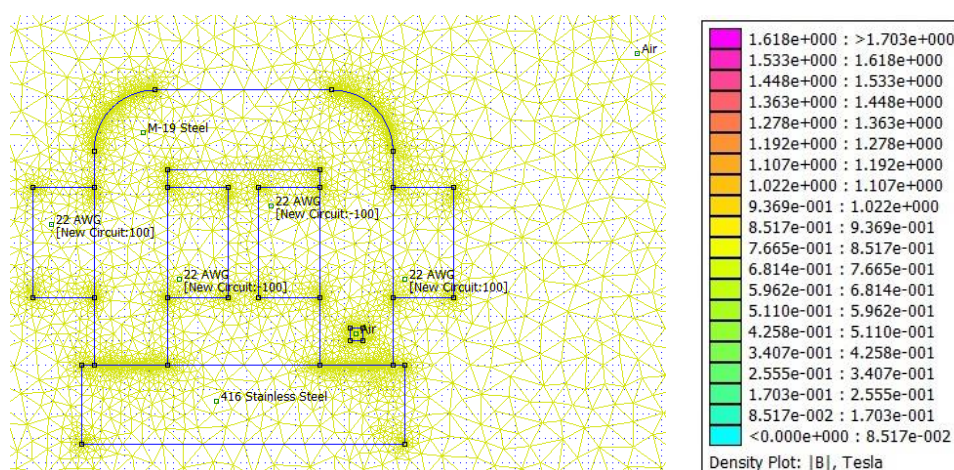 Air
M-19 Steel
22 AWG
[New Circuit:-100]
22 AWG
[New Circuit:100]
22 AWG
[New Circuit:-100]
22 AWG
[New Circuit:100]
Air
416 Stainless Steel
1.618e+000 : >1.703e+000
1.533e+000 : 1.618e+000
1.448e+000 : 1.533e+000
1.363e+000 : 1.448e+000
1.278e+000 : 1.363e+000
1.192e+000 : 1.278e+000
1.107e+000 : 1.192e+000
1.022e+000 : 1.107e+000
9.369e-001 : 1.022e+000
8.517e-001 : 9.369e-001
7.665e-001 : 8.517e-001
6.814e-001 : 7.665e-001
5.962e-001 : 6.814e-001
5.110e-001 : 5.962e-001
4.258e-001 : 5.110e-001
3.407e-001 : 4.258e-001
2.555e-001 : 3.407e-001
1.703e-001 : 2.555e-001
8.517e-002 : 1.703e-001
<0.000e+000 : 8.517e-002
Density Plot: |B|, Tesla